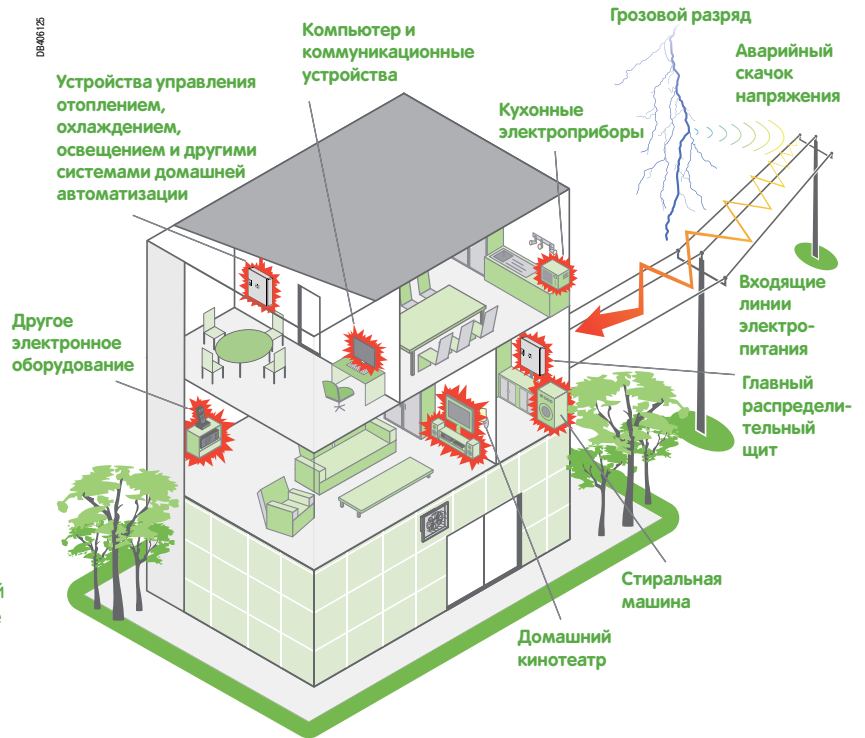 DB406125
Грозовой разряд
Компьютер и
коммуникационные
устройства
Аварийный
скачок
напряжения
Устройства управления
отоплением,
охлаждением,
освещением и другими
системами домашней
автоматизации
Кухонные
электроприборы
Входящие
линии
электро-
питания
Другое
электронное
оборудование
Главный
распредели-
тельный
щит
Стиральная
машина
Домашний
кинотеатр